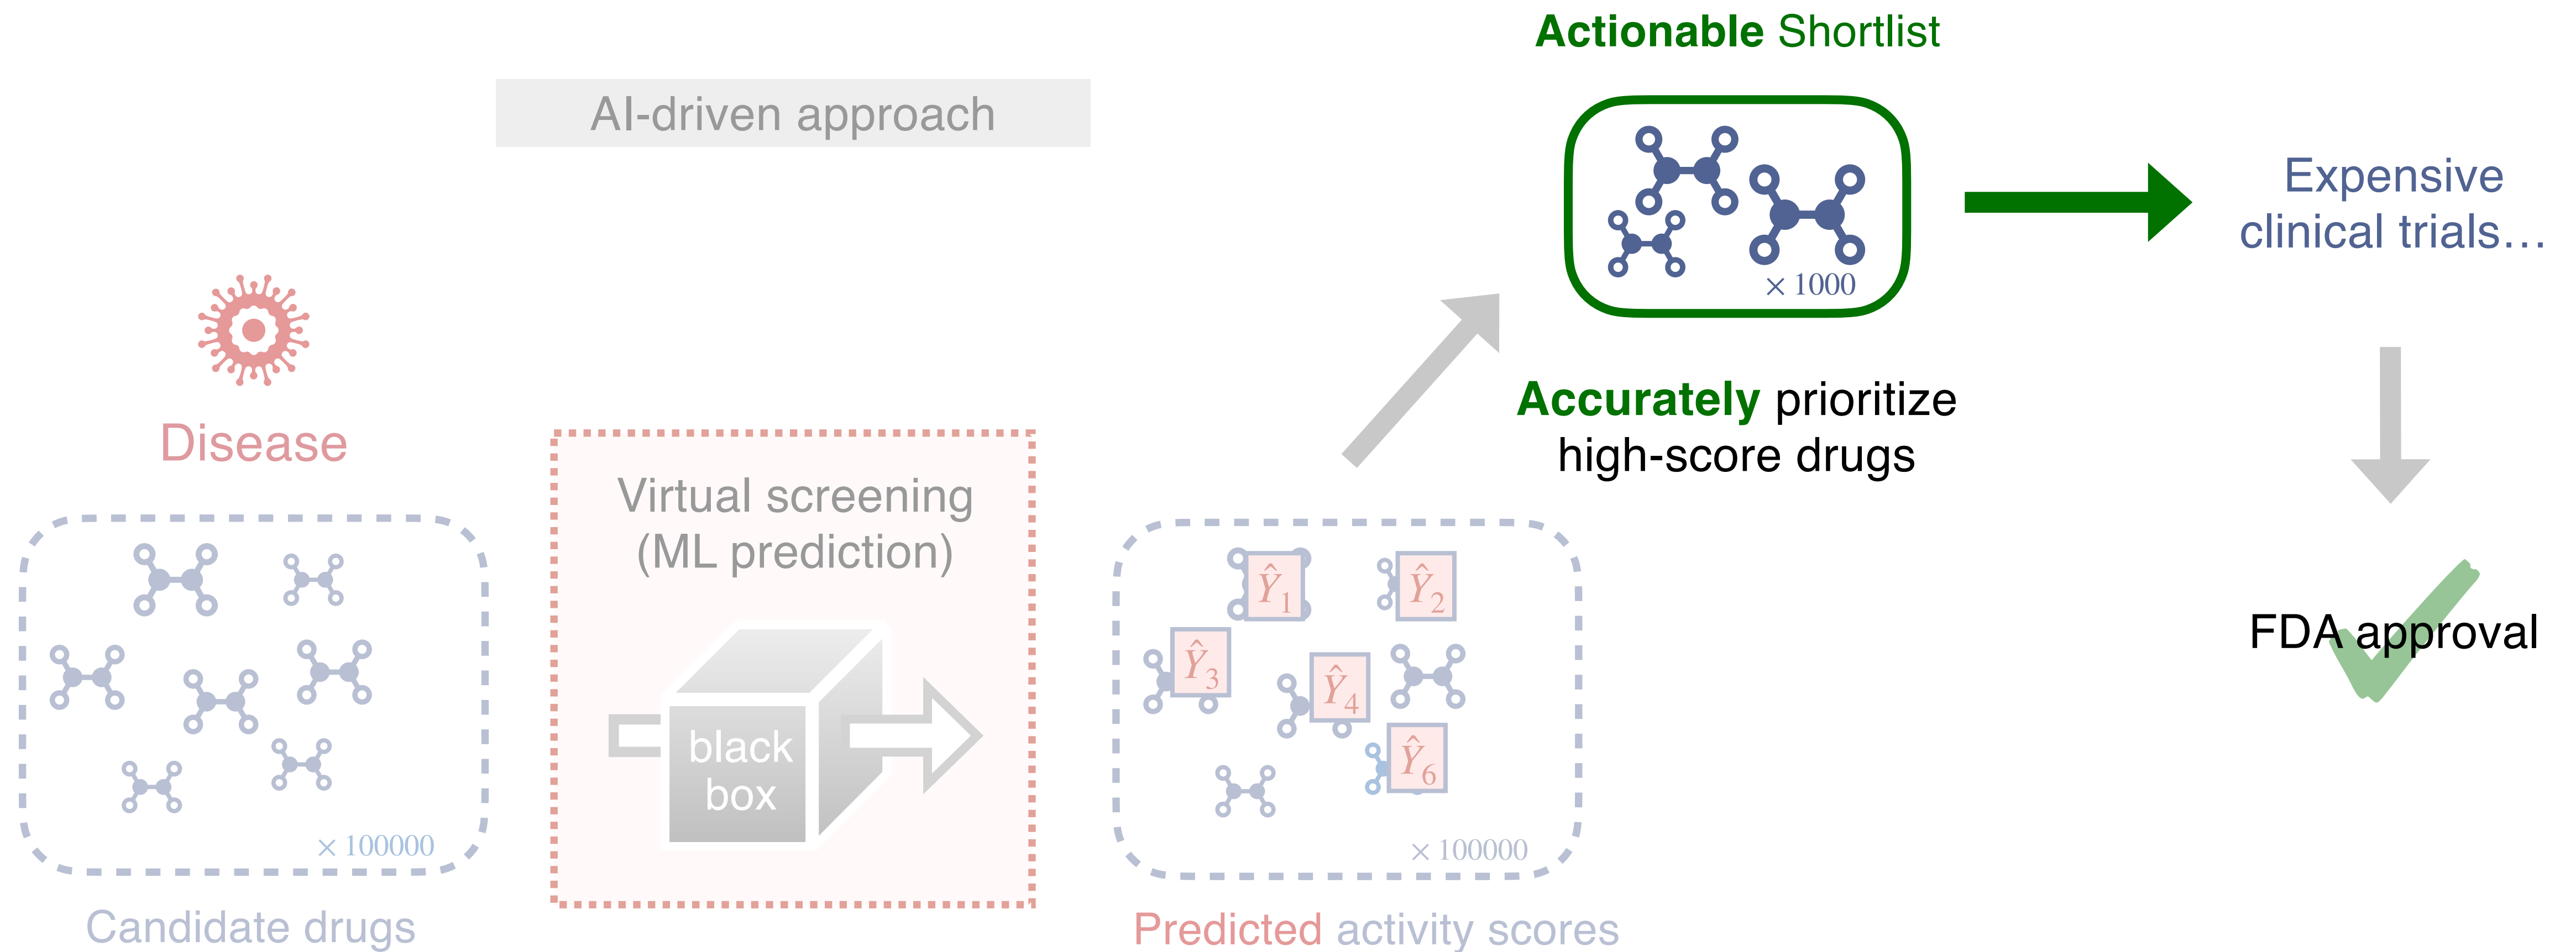 Actionable Shortlist
AI-driven approach
× 1000
Expensive
clinical trials…
Accurately prioritize
high-score drugs
Disease
Virtual screening
(ML prediction)
black
box
× 100000
Candidate drugs
Ŷ1
Ŷ2
Ŷ3
Ŷ4
Ŷ6
× 100000
Predicted activity scores
FDA approval